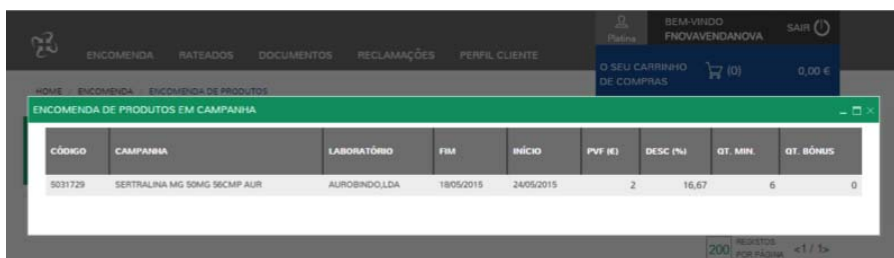 Platina
BEM-VINDO
FNOVAVENDANOVA
SAIR
ENCOMENDA RATEADOS DOCUMENTOS RECLAMAÇÕES PERFIL CLIENTE
O SEU CARRINHO
DE COMPRAS
(0)
0,00 €
HOME / ENCOMENDA / ENCOMENDA DE PRODUTOS
ENCOMENDA DE PRODUTOS EM CAMPANHA
CÓDIGO CAMPANHA LABORATÓRIO FIM INÍCIO PVF (€) DESC (%) QT. MIN. QT. BÓNUS
5031729 SERTRALINA MG 50MG 56CMP AUR AUROBINDO,LDA 18/05/2015 24/05/2015 2 16,67 6 0
200 REGISTOS
POR PÁGINA
<1 / 1>